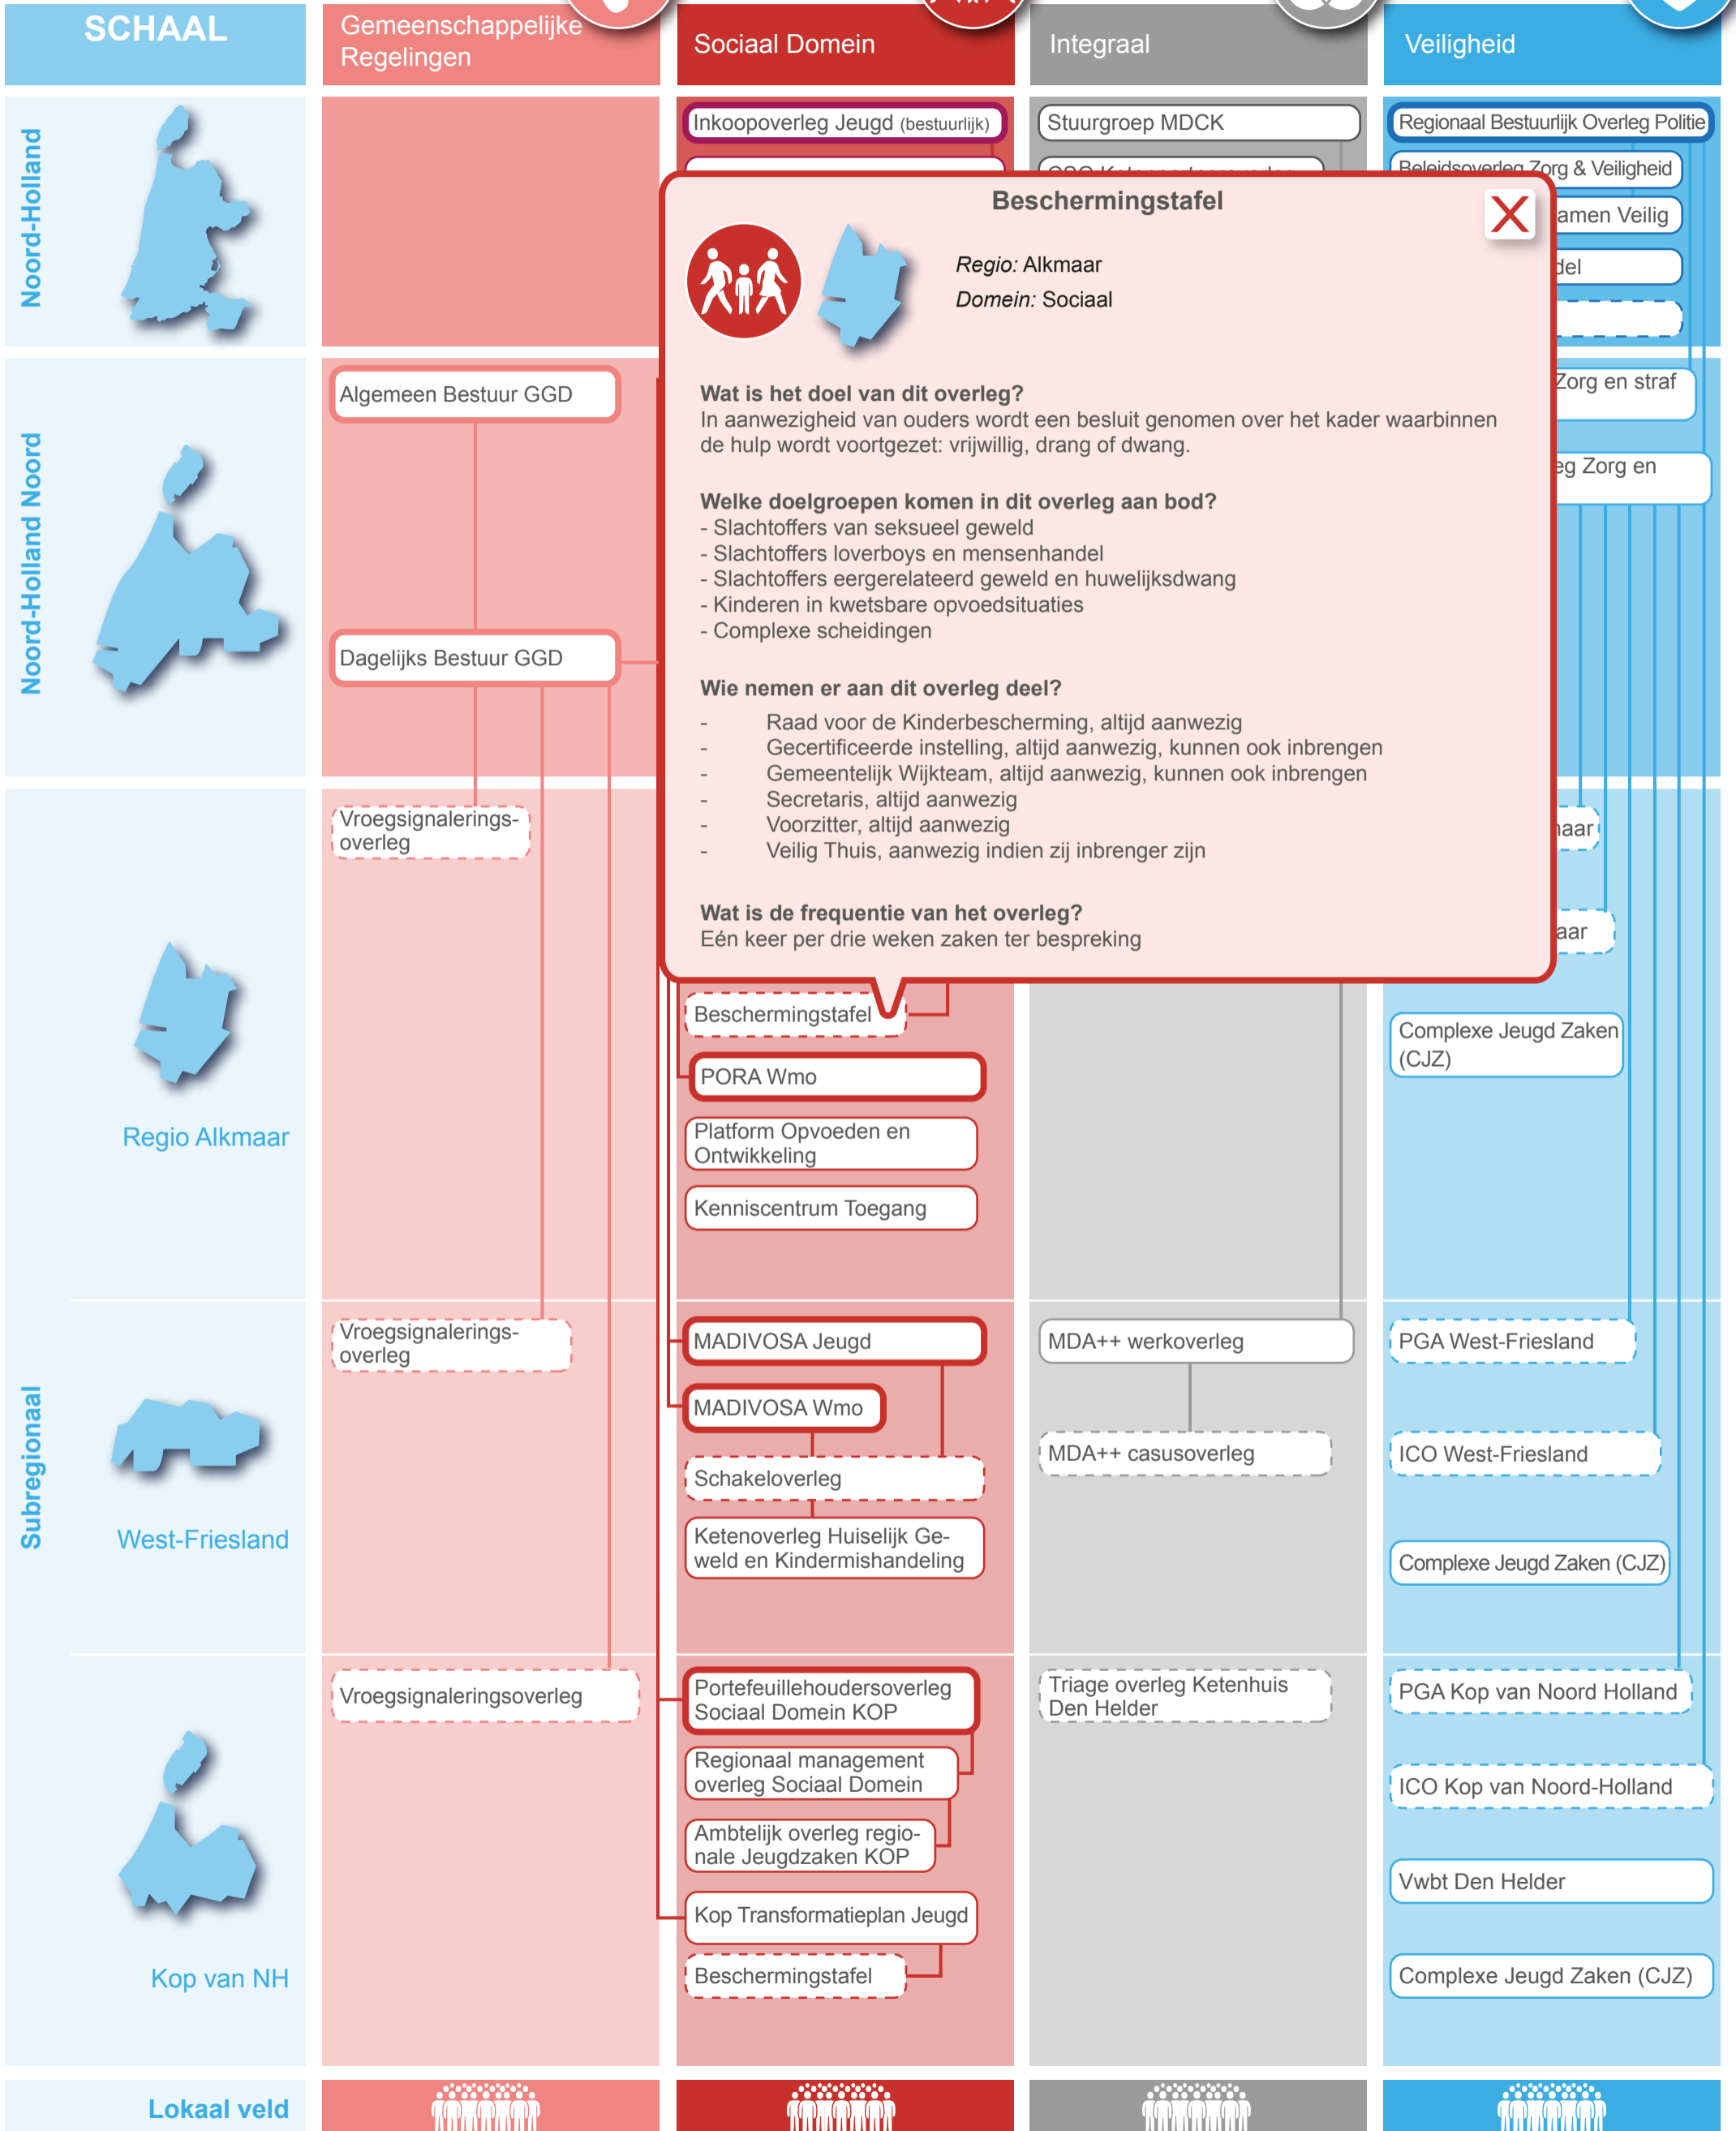 SCHAAL
Gemeenschappelijke
Regelingen
Sociaal Domein
Integraal
Veiligheid
Noord-Holland
Inkoopoverleg Jeugd (bestuurlijk)
Stuurgroep MDCK
Regionaal Bestuurlijk Overleg Politie
Beleidsoverleg Zorg & Veiligheid
amen Veilig
del
Beschermingstafel
X
Regio: Alkmaar
Domein: Sociaal
Wat is het doel van dit overleg?
In aanwezigheid van ouders wordt een besluit genomen over het kader waarbinnen
de hulp wordt voortgezet: vrijwillig, drang of dwang.
Welke doelgroepen komen in dit overleg aan bod?
- Slachtoffers van seksueel geweld
- Slachtoffers loverboys en mensenhandel
- Slachtoffers eergerelateerd geweld en huwelijksdwang
- Kinderen in kwetsbare opvoedsituaties
- Complexe scheidingen
Wie nemen er aan dit overleg deel?
- Raad voor de Kinderbescherming, altijd aanwezig
- Gecertificeerde instelling, altijd aanwezig, kunnen ook inbrengen
- Gemeentelijk Wijkteam, altijd aanwezig, kunnen ook inbrengen
- Secretaris, altijd aanwezig
- Voorzitter, altijd aanwezig
- Veilig Thuis, aanwezig indien zij inbrenger zijn
Wat is de frequentie van het overleg?
Eén keer per drie weken zaken ter bespreking
Noord-Holland Noord
Algemeen Bestuur GGD
Dagelijks Bestuur GGD
Zorg en straf
eg Zorg en
Subregionaal
Regio Alkmaar
Vroegsignalerings-
overleg
Beschermingstafel
PORA Wmo
Platform Opvoeden en
Ontwikkeling
Kenniscentrum Toegang
naar
aar
Complexe Jeugd Zaken
(CJZ)
West-Friesland
Vroegsignalerings-
overleg
MADIVOSA Jeugd
MADIVOSA Wmo
Schakeloverleg
Ketenoverleg Huiselijk Ge-
weld en Kindermishandeling
MDA++ werkoverleg
MDA++ casusoverleg
PGA West-Friesland
ICO West-Friesland
Complexe Jeugd Zaken (CJZ)
Kop van NH
Vroegsignaleringsoverleg
Portefeuillehoudersoverleg
Sociaal Domein KOP
Regionaal management
overleg Sociaal Domein
Ambtelijk overleg regio-
nale Jeugdzaken KOP
Kop Transformatieplan Jeugd
Beschermingstafel
Triage overleg Ketenhuis
Den Helder
PGA Kop van Noord Holland
ICO Kop van Noord-Holland
Vwbt Den Helder
Complexe Jeugd Zaken (CJZ)
Lokaal veld